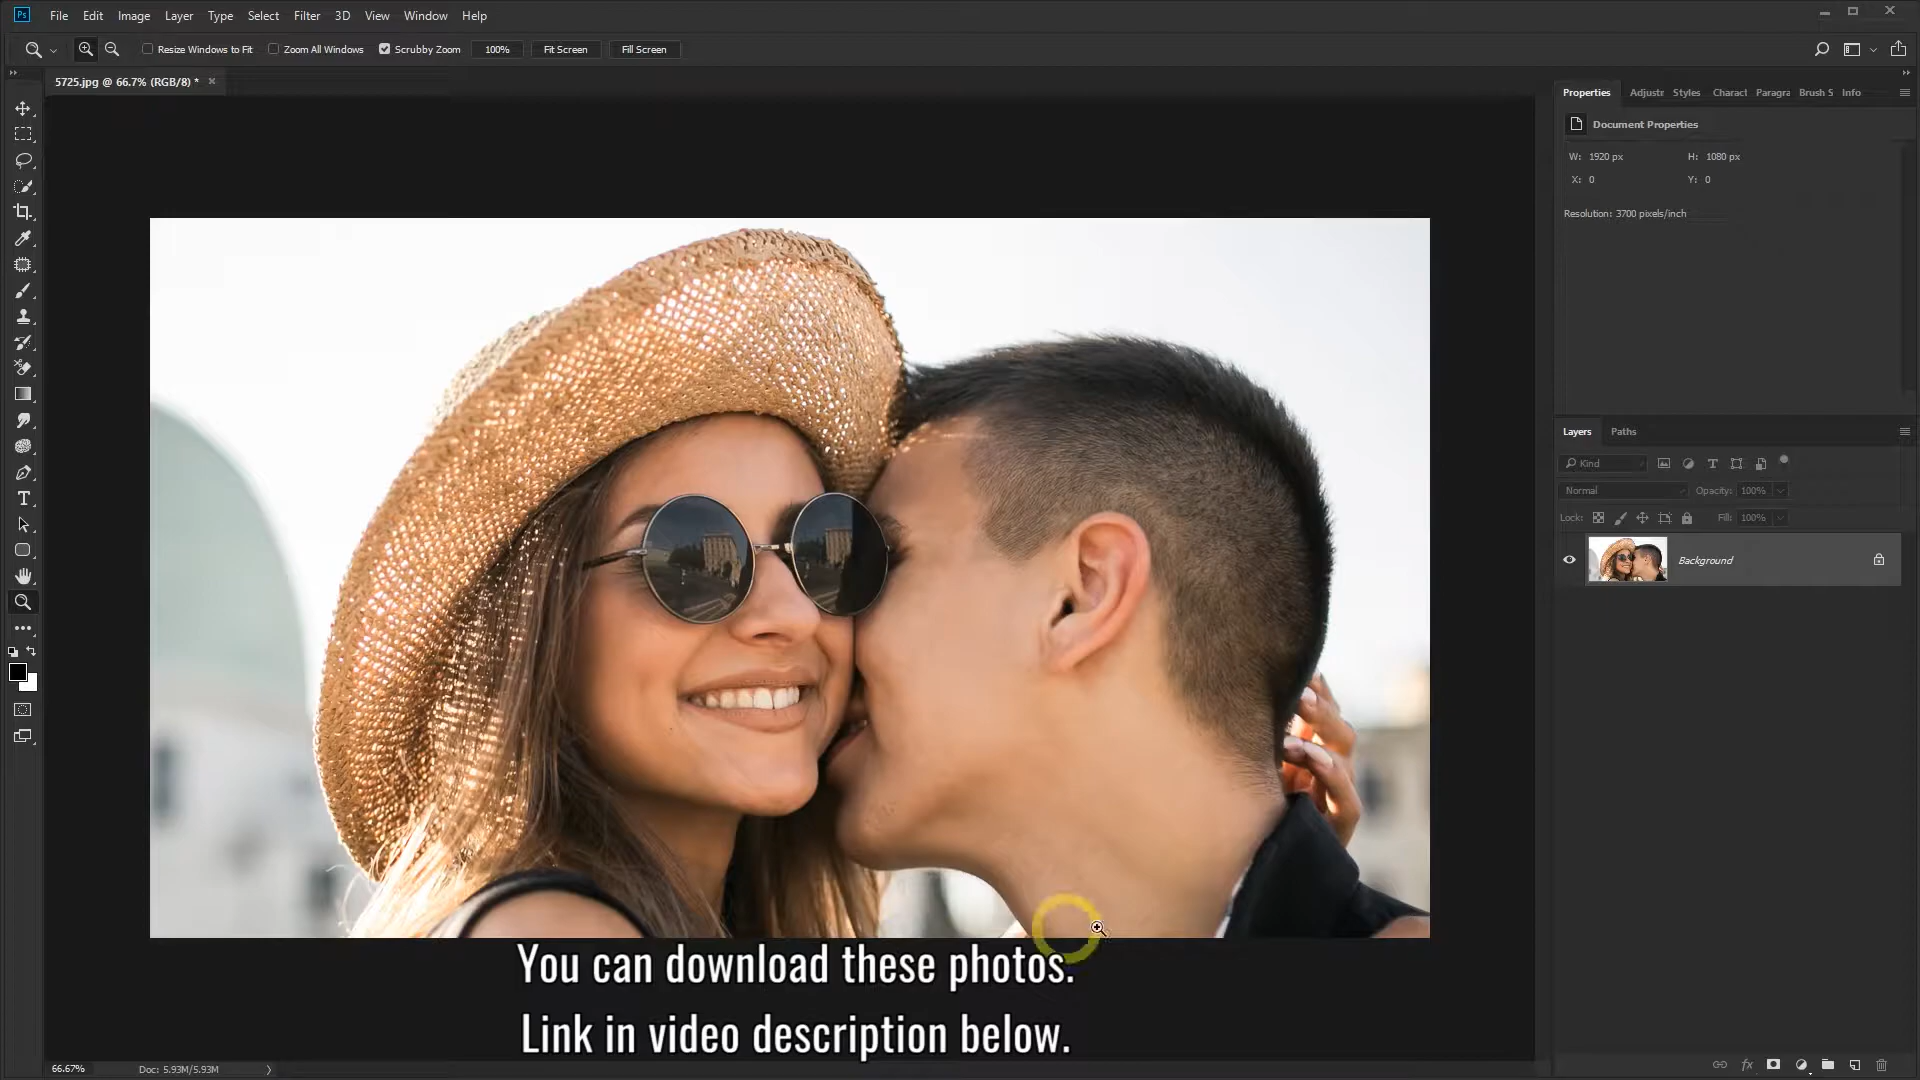 Ps File Edit Image Layer Type Select Filter 3D View Window Help
Resize Windows to Fit Zoom All Windows Scrubby Zoom 100% Fit Screen Fill Screen
5725.jpg @ 66.7% (RGB/8) *
Properties Adjustr Styles Charact Paragra Brush S Info
Document Properties
W: 1920 px H: 1080 px
X: 0 Y: 0
Resolution: 3700 pixels/inch
Layers Paths
Kind
Normal Opacity: 100%
Lock: Fill: 100%
Background
You can download these photos.
Link in video description below.
66.67% Doc: 5.93M/5.93M
fx